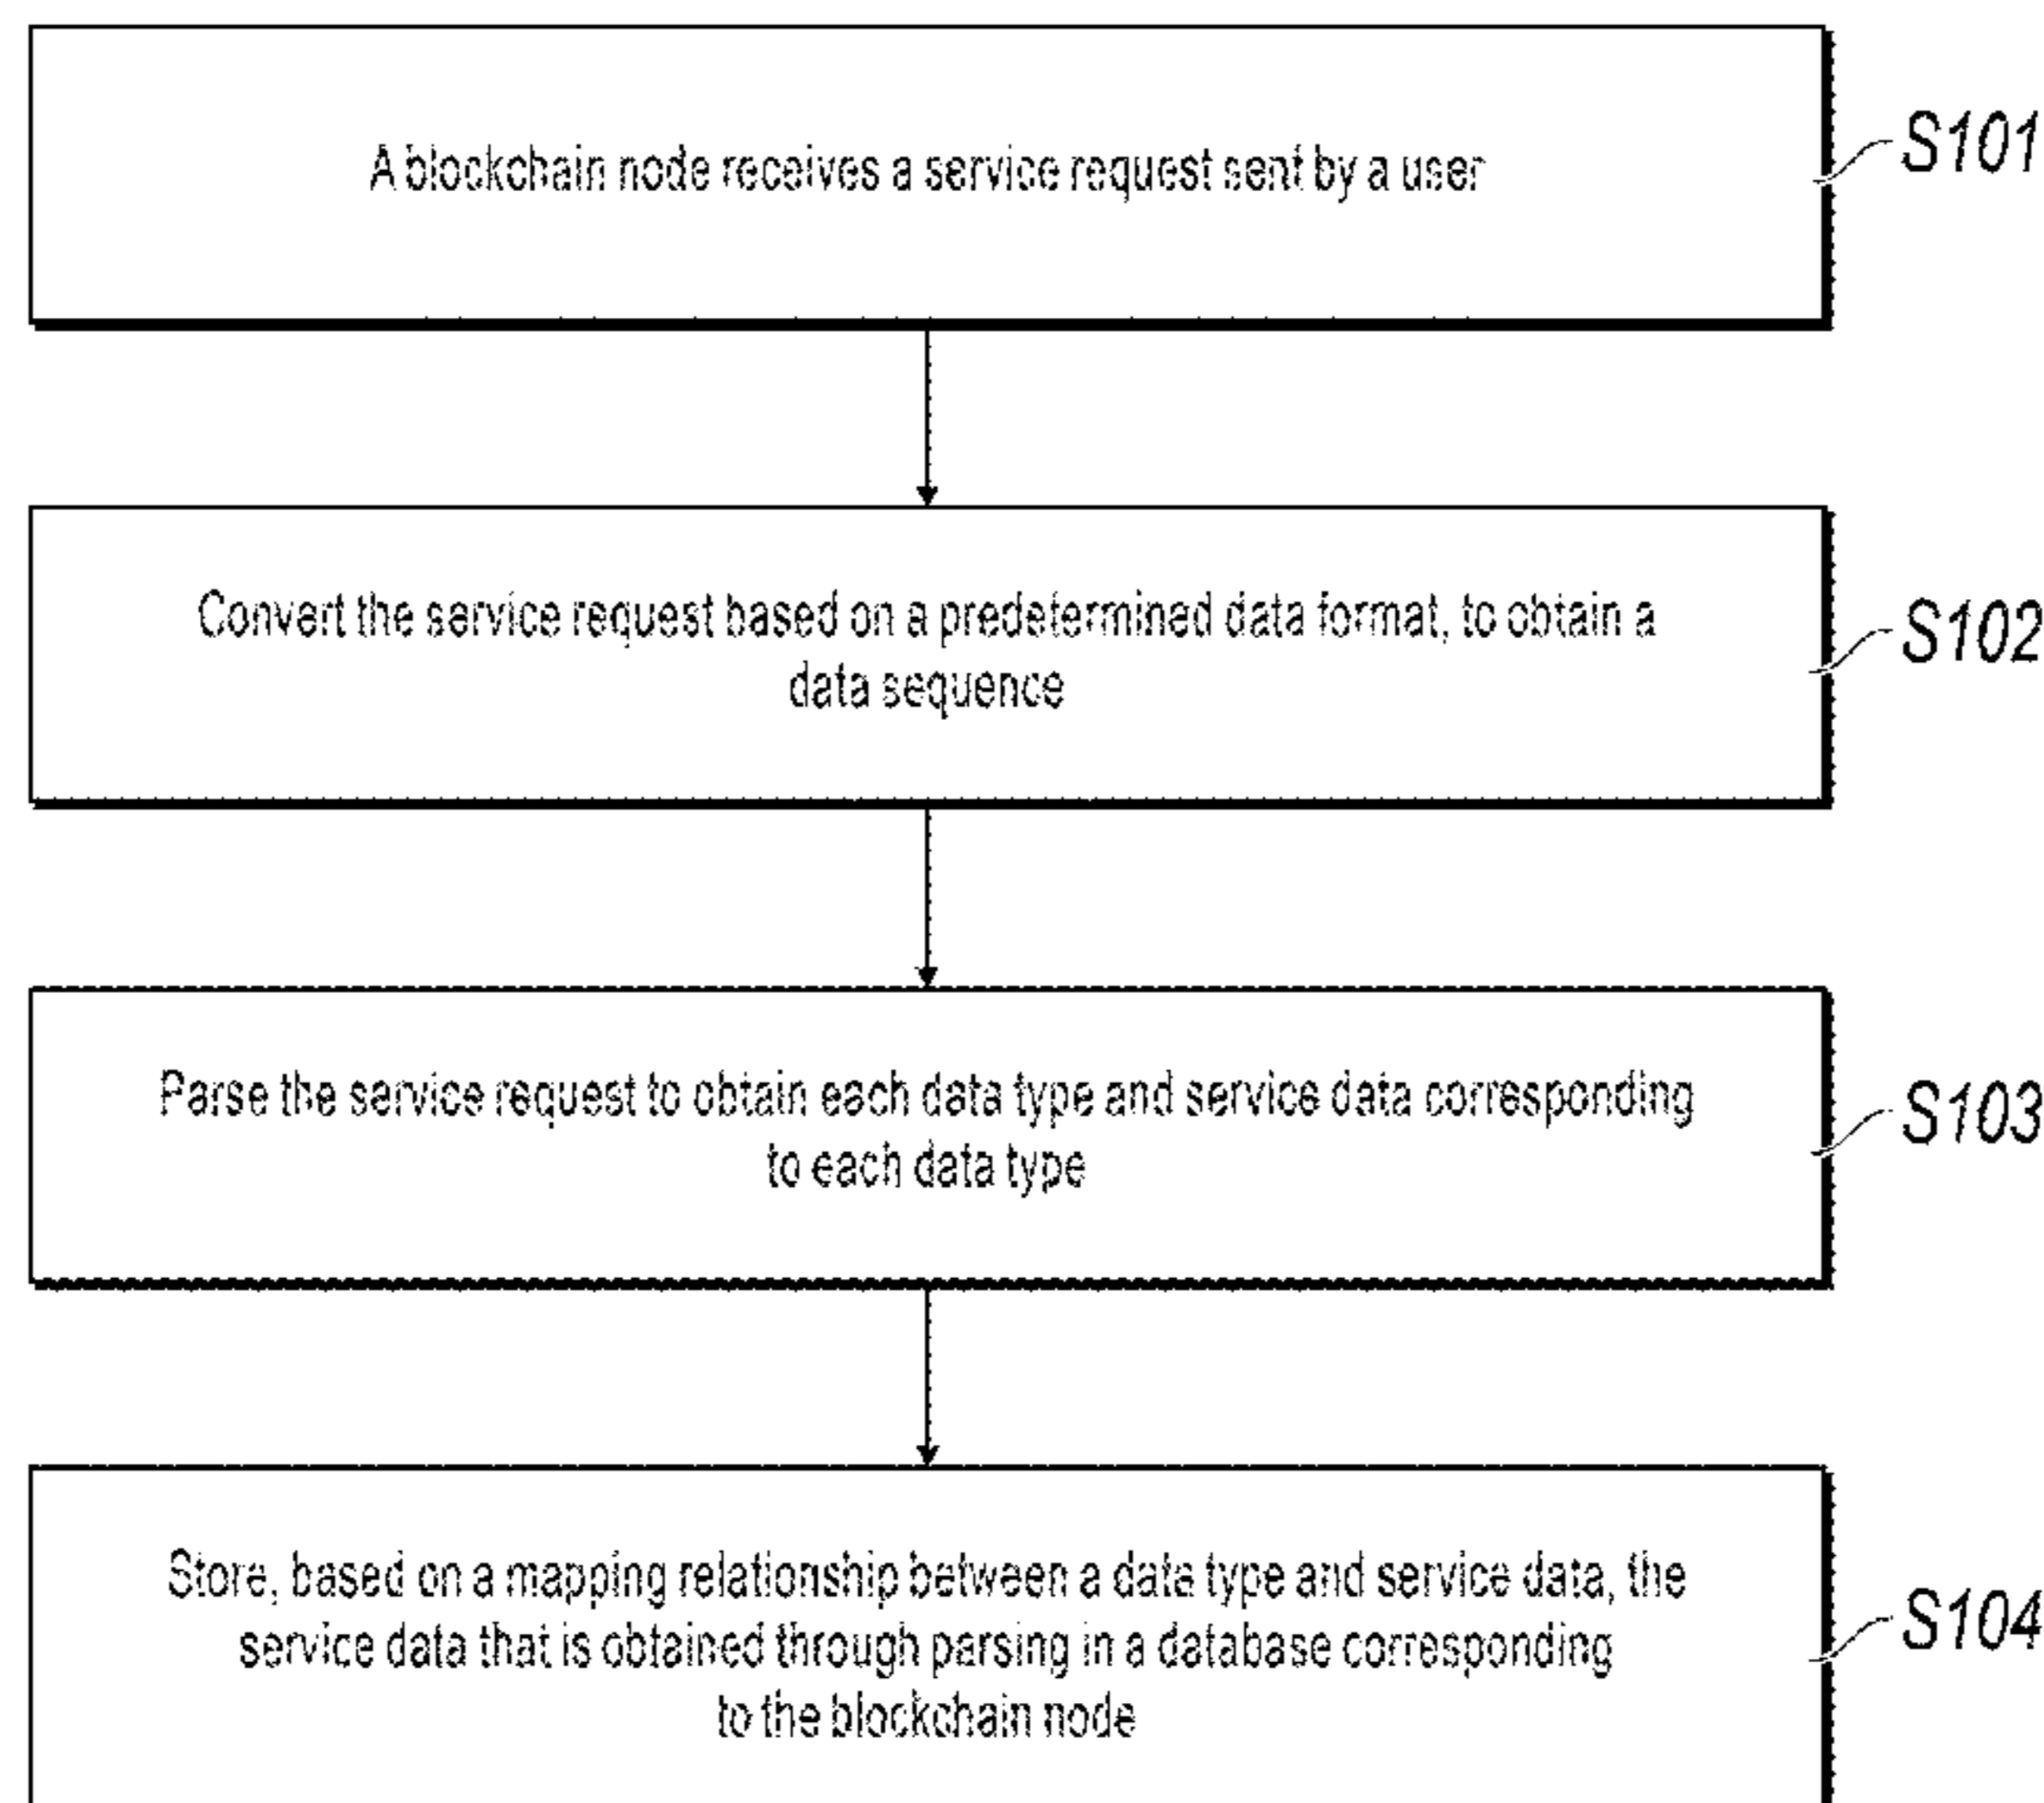 A blockchain node receives a service request sent by a user
S101
Convert the service request based on a predetermined data format, to obtain a
data sequence
S102
Parse the service request to obtain each data type and service data corresponding
to each data type
S103
Store, based on a mapping relationship between a data type and service data, the
service data that is obtained through parsing in a database corresponding
to the blockchain node
S104